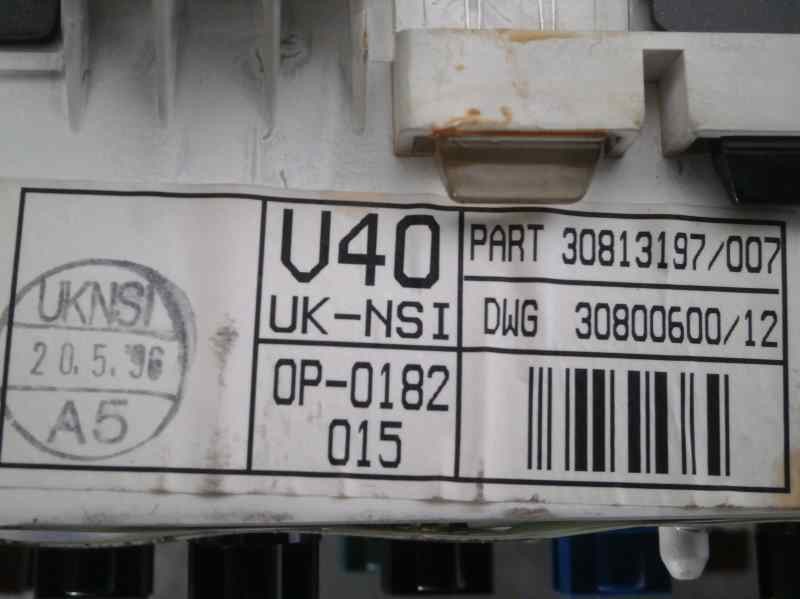 UKNSI
20.5.'96
A5
V40
UK-NSI
OP-0182
015
PART 30813197/007
DWG 30800600/12